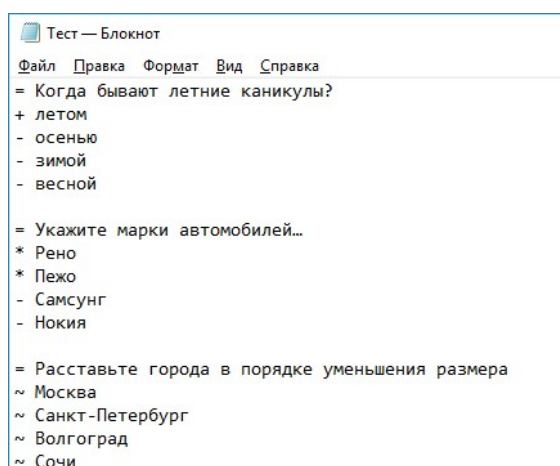 Тест — Блокнот
Файл Правка Формат Вид Справка
= Когда бывают летние каникулы?
+ летом
- осенью
- зимой
- весной
= Укажите марки автомобилей…
* Рено
* Пежо
- Самсунг
- Нокия
= Расставьте города в порядке уменьшения размера
~ Москва
~ Санкт-Петербург
~ Волгоград
~ Сочи